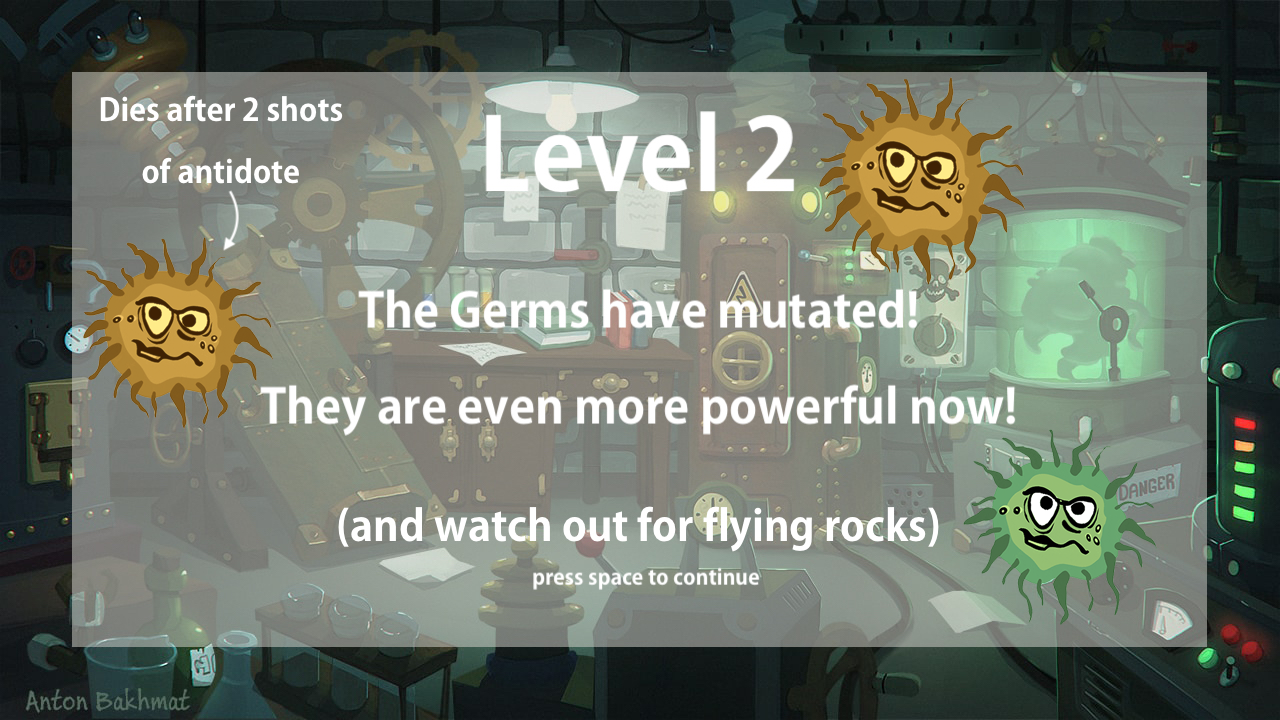 Dies after 2 shots
of antidote
Level 2
The Germs have mutated!
They are even more powerful now!
(and watch out for flying rocks)
press space to continue
DANGER
Anton Bakhmat